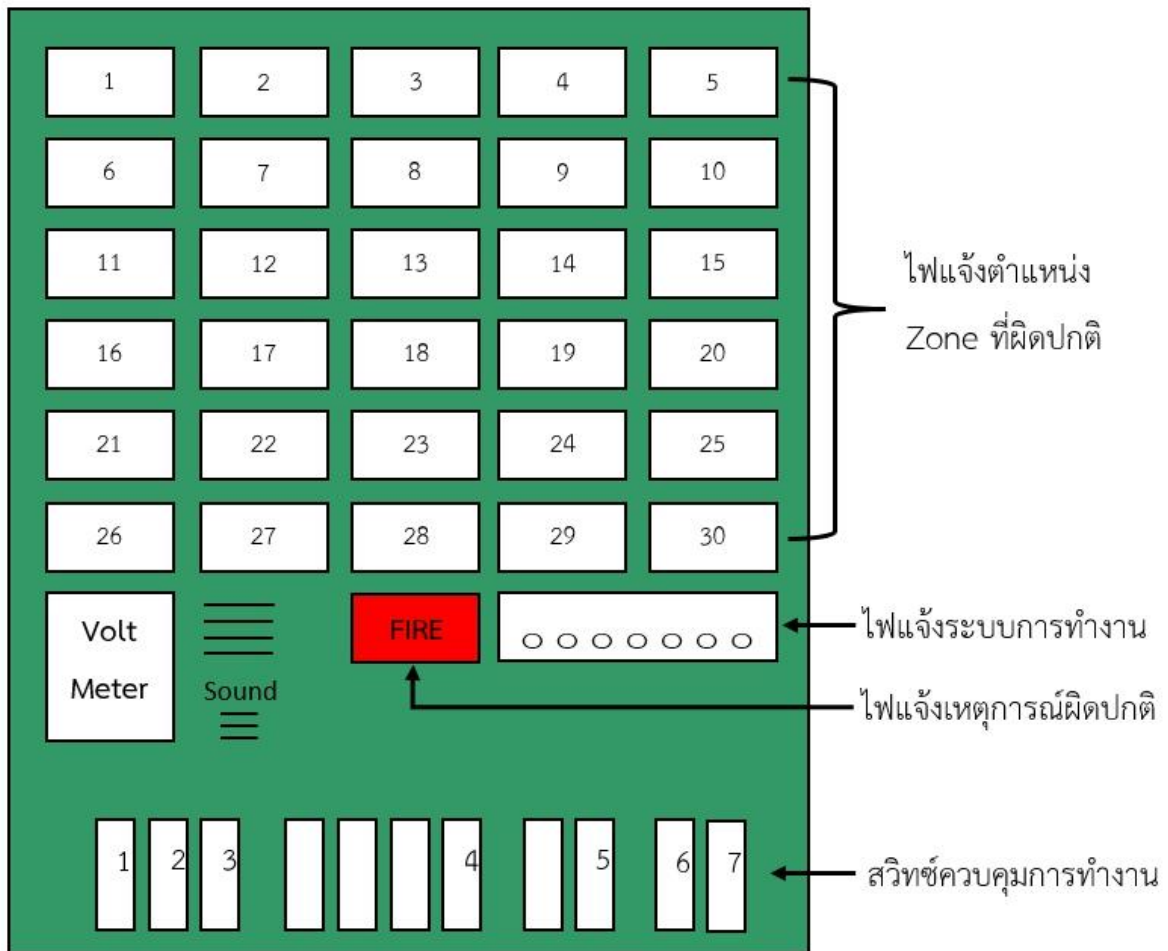 1 2 3 4 5
6 7 8 9 10
11 12 13 14 15
ไฟแจ้งตำแหน่ง
Zone ที่ผิดปกติ
16 17 18 19 20
21 22 23 24 25
26 27 28 29 30
Volt
Meter
Sound
FIRE
ไฟแจ้งระบบการทำงาน
ไฟแจ้งเหตุการณ์ผิดปกติ
1 2 3 4 5 6 7
สวิทซ์ควบคุมการทำงาน